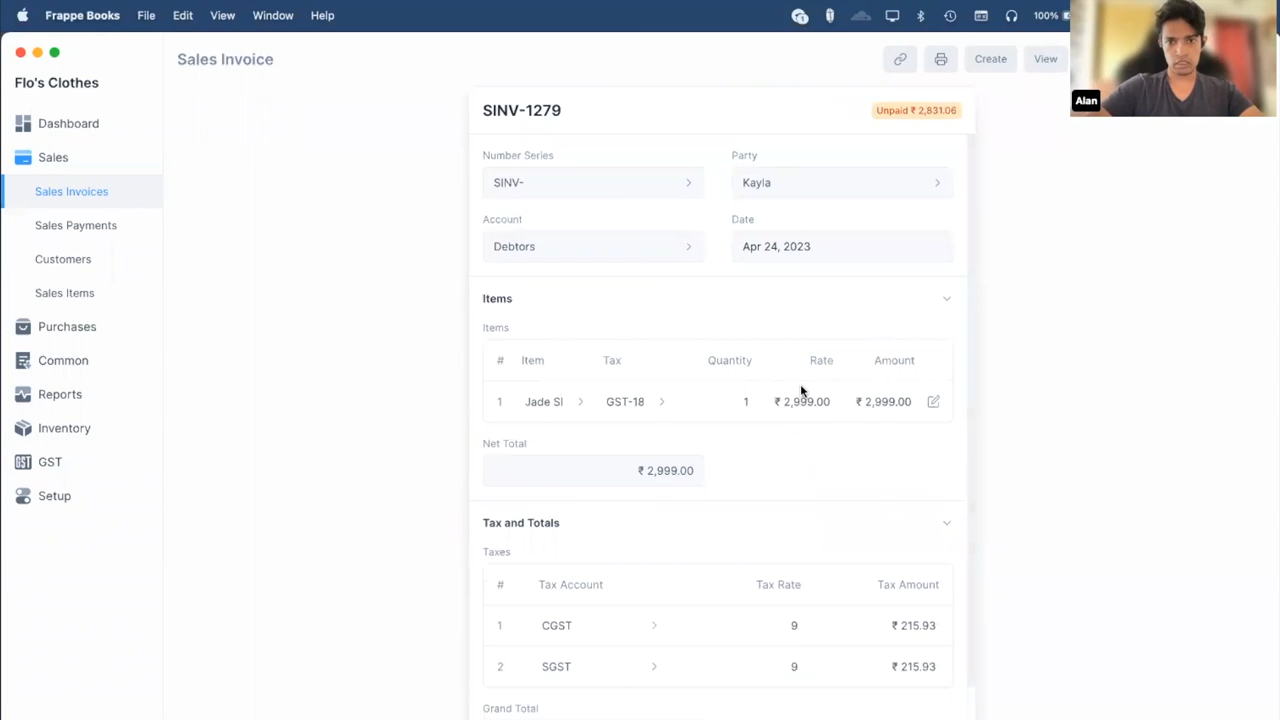 Frappe Books File Edit View Window Help 100%
Flo's Clothes
Dashboard
Sales
Sales Invoices
Sales Payments
Customers
Sales Items
Purchases
Common
Reports
Inventory
GST GST
Setup
Sales Invoice Create View
Alan
SINV-1279 Unpaid ₹ 2,831.06
Number Series Party
SINV- Kayla
Account Date
Debtors Apr 24, 2023
Items
Items
# Item Tax Quantity Rate Amount
1 Jade Sl GST-18 1 ₹ 2,999.00 ₹ 2,999.00
Net Total
₹ 2,999.00
Tax and Totals
Taxes
# Tax Account Tax Rate Tax Amount
1 CGST 9 ₹ 215.93
2 SGST 9 ₹ 215.93
Grand Total